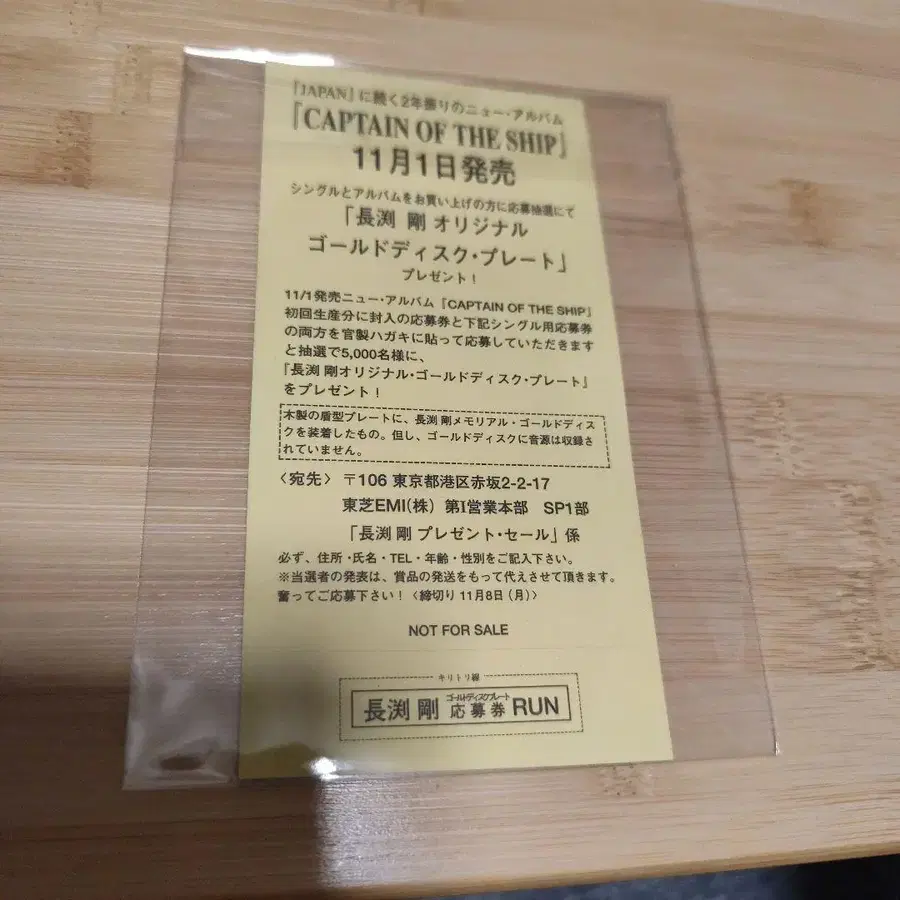 『JAPAN』に続く2年振りのニュー・アルバム
『CAPTAIN OF THE SHIP』
11月1日発売
シングルとアルバムをお買い上げの方に応募抽選にて
「長渕 剛 オリジナル
ゴールドディスク・プレート」
プレゼント！
11/1発売ニュー・アルバム『CAPTAIN OF THE SHIP』
初回生産分に封入の応募券と下記シングル用応募券
の両方を官製ハガキに貼って応募していただきます
と抽選で5,000名様に、
『長渕 剛オリジナル・ゴールドディスク・プレート』
をプレゼント！
木製の盾型プレートに、長渕 剛メモリアル・ゴールドディス
クを装着したもの。但し、ゴールドディスクに音源は収録さ
れていません。
〈宛先〉 〒106 東京都港区赤坂2-2-17
東芝EMI(株) 第I営業本部 SP1部
「長渕 剛 プレゼント・セール」係
必ず、住所・氏名・TEL・年齢・性別をご記入下さい。
※当選者の発表は、賞品の発送をもって代えさせて頂きます。
奮ってご応募下さい！〈締切り 11月8日（月）〉
NOT FOR SALE
キリトリ線
ゴールドディスクプレート
長渕 剛 応募券 RUN